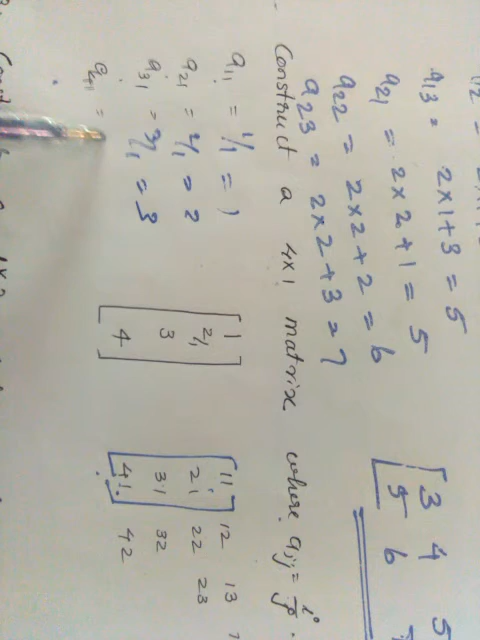 a13 = 2×1+3 = 5
a21 = 2×2+1 = 5
a22 = 2×2+2 = 6
a23 = 2×2+3 = 7
[3 4 5
5 6 7
Construct a 4×1 matrix where aij = i/j.
a11 = 1/1 = 1
a21 = 2/1 = 2
a31 = 3/1 = 3
a41 =
[1
2/1
3
4]
[11] 12 13
[21] 22 23
[31] 32
[41] 42